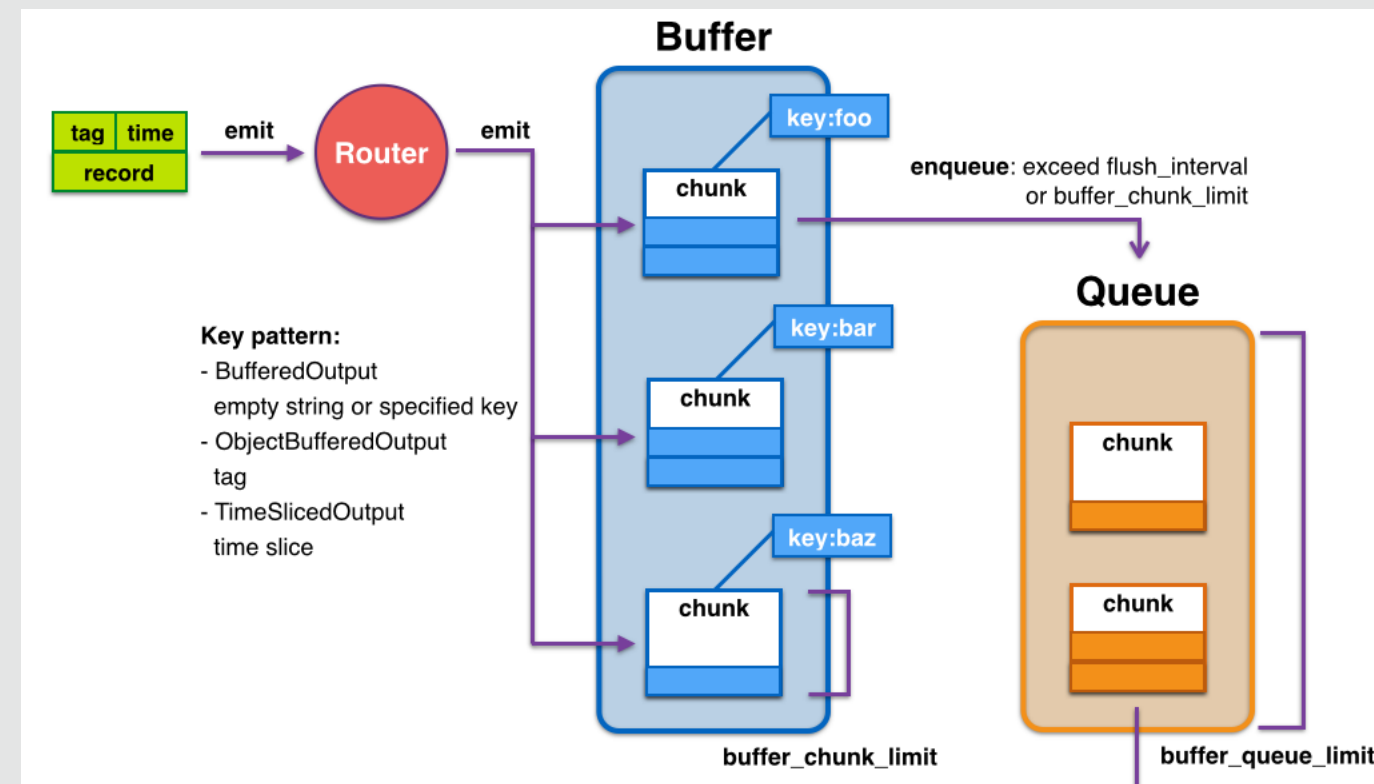 Buffer
tag time
record
emit
Router
emit
key:foo
chunk
enqueue: exceed flush_interval
or buffer_chunk_limit
Queue
Key pattern:
- BufferedOutput
empty string or specified key
- ObjectBufferedOutput
tag
- TimeSlicedOutput
time slice
key:bar
chunk
key:baz
chunk
buffer_chunk_limit
chunk
chunk
buffer_queue_limit